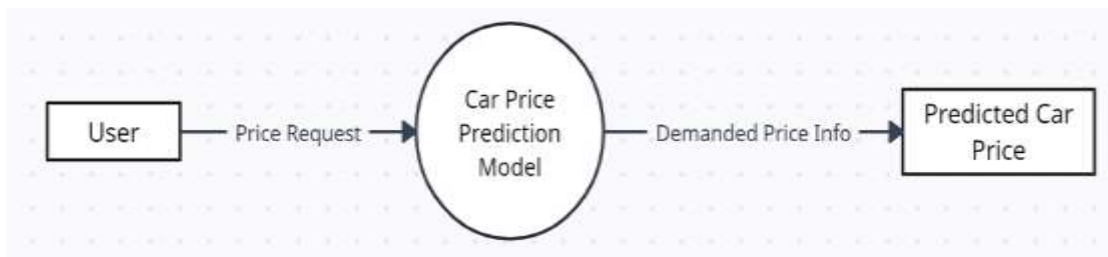 User
Price Request
Car Price
Prediction
Model
Demanded Price Info
Predicted Car
Price